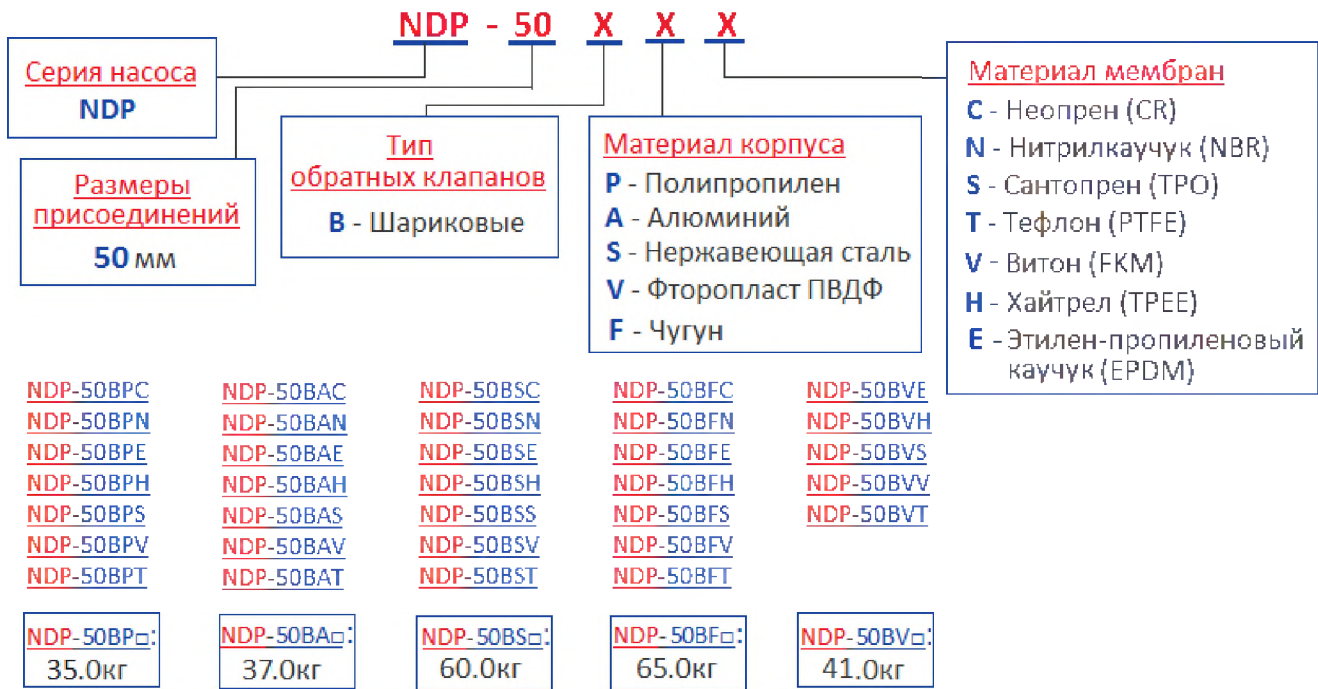 NDP - 50 X X X
Серия насоса
NDP
Размеры
присоединений
50 мм
Тип
обратных клапанов
B - Шариковые
Материал корпуса
P - Полипропилен
A - Алюминий
S - Нержавеющая сталь
V - Фторопласт ПВДФ
F - Чугун
Материал мембран
C - Неопрен (CR)
N - Нитрилкаучук (NBR)
S - Сантопрен (TPO)
T - Тефлон (PTFE)
V - Витон (FKM)
H - Хайтрел (TPEE)
E - Этилен-пропиленовый
каучук (EPDM)
NDP-50BPC NDP-50BAC NDP-50BSC NDP-50BFC NDP-50BVE
NDP-50BPN NDP-50BAN NDP-50BSN NDP-50BFN NDP-50BVH
NDP-50BPE NDP-50BAE NDP-50BSE NDP-50BFE NDP-50BVS
NDP-50BPH NDP-50BAH NDP-50BSH NDP-50BFH NDP-50BVV
NDP-50BPS NDP-50BAS NDP-50BSS NDP-50BFS NDP-50BVT
NDP-50BPV NDP-50BAV NDP-50BSV NDP-50BFV
NDP-50BPT NDP-50BAT NDP-50BST NDP-50BFT
NDP-50BP□: NDP-50BA□: NDP-50BS□: NDP-50BF□: NDP-50BV□:
35.0кг 37.0кг 60.0кг 65.0кг 41.0кг